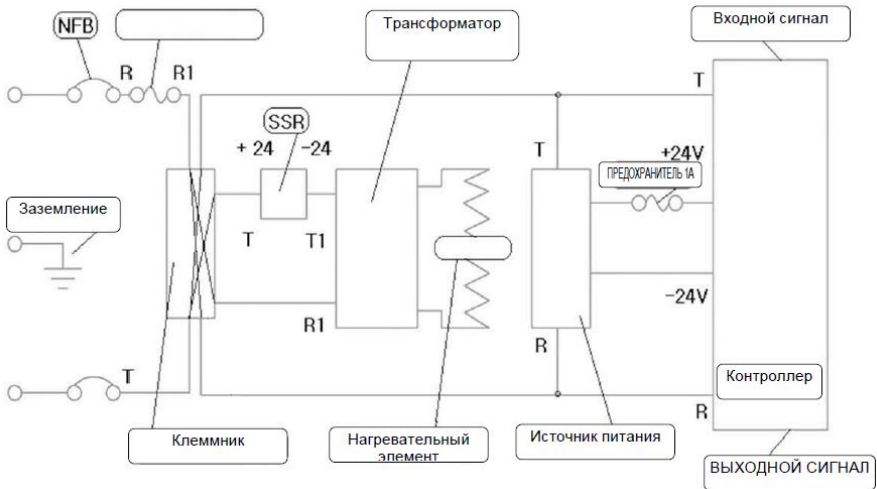 NFB
Трансформатор
Входной сигнал
R
R1
T
SSR
+ 24
-24
T
+24V
ПРЕДОХРАНИТЕЛЬ 1А
Заземление
T
T1
-24V
R1
R
T
Контроллер
R
Клеммник
Нагревательный
элемент
Источник питания
ВЫХОДНОЙ СИГНАЛ